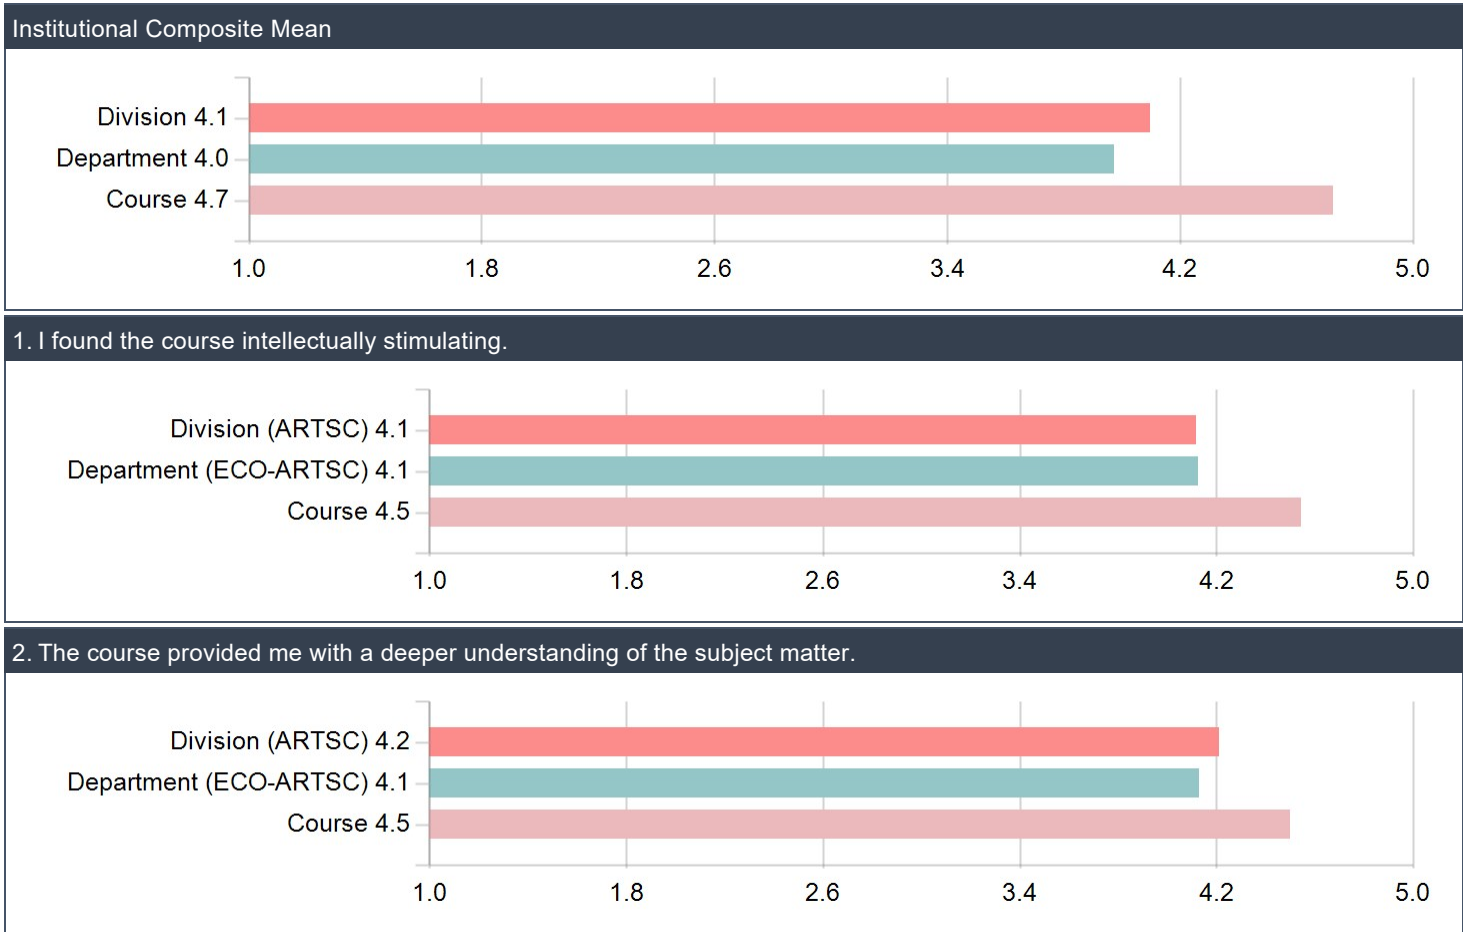 Institutional Composite Mean
Division 4.1
Department 4.0
Course 4.7
1.0 1.8 2.6 3.4 4.2 5.0
1. I found the course intellectually stimulating.
Division (ARTSC) 4.1
Department (ECO-ARTSC) 4.1
Course 4.5
1.0 1.8 2.6 3.4 4.2 5.0
2. The course provided me with a deeper understanding of the subject matter.
Division (ARTSC) 4.2
Department (ECO-ARTSC) 4.1
Course 4.5
1.0 1.8 2.6 3.4 4.2 5.0